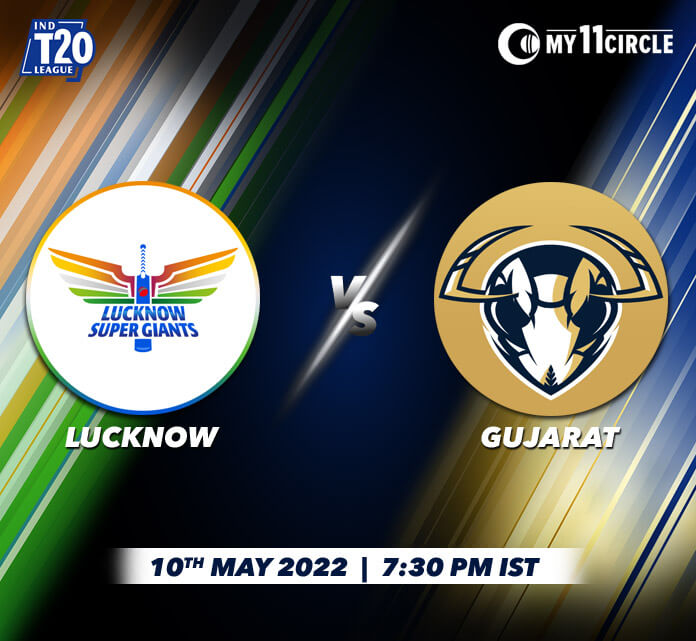 IND
T20
LEAGUE
MY11CIRCLE
LUCKNOW
SUPER GIANTS
VS
LUCKNOW
GUJARAT
10TH MAY 2022 | 7:30 PM IST